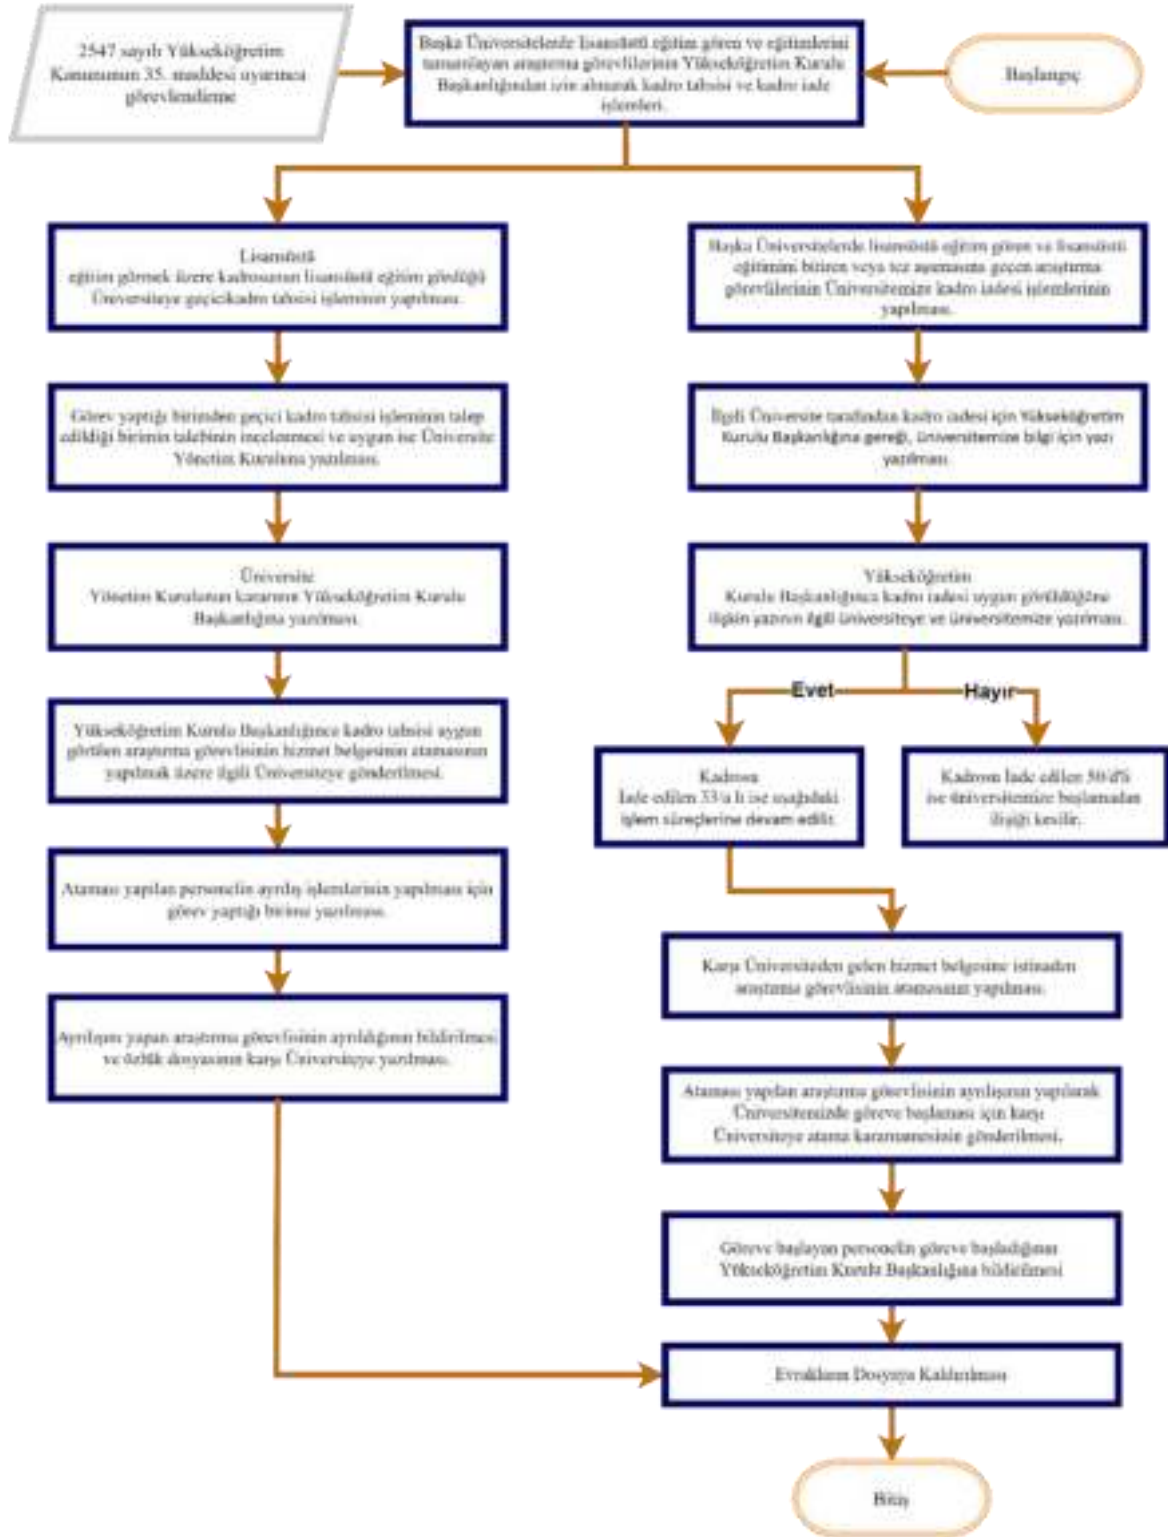 2547 sayılı Yükseköğretim
Kanununun 35. maddesi uyarınca
görevlendirme
Başka Üniversitelerde lisansüstü eğitim gören ve eğitimlerini
tamamlayan araştırma görevlilerinin Yükseköğretim Kurulu
Başkanlığından izin alınarak kadro tahsisi ve kadro iade
işlemleri.
Başlangıç
Lisansüstü
eğitim görmek üzere kadrosunun lisansüstü eğitim gördüğü
Üniversiteye geçicikadro tahsisi işleminin yapılması.
Başka Üniversitelerde lisansüstü eğitim gören ve lisansüstü
eğitimini bitiren veya tez aşamasına geçen araştırma
görevlilerinin Üniversitemize kadro iadesi işlemlerinin
yapılması.
Görev yaptığı birimden geçici kadro tahsisi işleminin talep
edildiği birimin talebinin incelenmesi ve uygun ise Üniversite
Yönetim Kuruluna yazılması.
İlgili Üniversite tarafından kadro iadesi için Yükseköğretim
Kurulu Başkanlığına gereği, üniversitemize bilgi için yazı
yazılması
Üniversite
Yönetim Kurulunun kararının Yükseköğretim Kurulu
Başkanlığına yazılması.
Yükseköğretim
Kurulu Başkanlığınca kadro iadesi uygun görüldüğüne
ilişkin yazının ilgili üniversiteye ve üniversitemize yazılması.
Evet
Hayır
Yükseköğretim Kurulu Başkanlığınca kadro tahsisi uygun
görülen araştırma görevlisinin hizmet belgesinin atamasının
yapılmak üzere ilgili Üniversiteye gönderilmesi.
Kadrosu
İade edilen 33/a lı ise aşağıdaki
işlem süreçlerine devam edilir
Kadrosu İade edilen 50/d'li
ise üniversitemize başlamadan
ilişiği kesilir.
Ataması yapılan personelin ayrılış işlemlerinin yapılması için
görev yaptığı birime yazılması.
Karşı Üniversiteden gelen hizmet belgesine istinaden
araştırma görevlisinin atamasının yapılması.
Ayrılışını yapan araştırma görevlisinin ayrıldığının bildirilmesi
ve özlük dosyasının karşı Üniversiteye yazılması.
Ataması yapılan araştırma görevlisinin ayrılışının yapılarak
Üniversitemizde göreve başlaması için karşı
Üniversiteye atama kararnamesinin gönderilmesi.
Göreve başlayan personelin göreve başladığının
Yükseköğretim Kurulu Başkanlığına bildirilmesi
Evrakların Dosyaya Kaldırılması
Bitiş